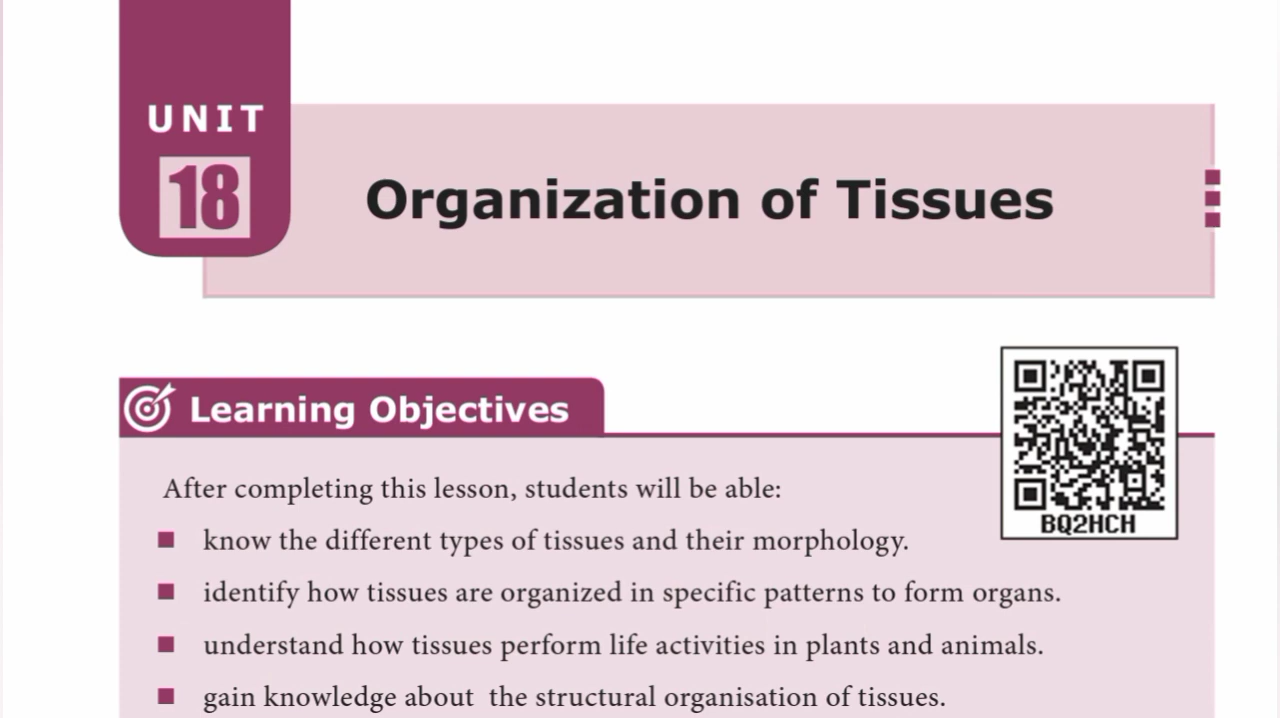 UNIT
18
Organization of Tissues
Learning Objectives
BQ2HCH
After completing this lesson, students will be able:
■ know the different types of tissues and their morphology.
■ identify how tissues are organized in specific patterns to form organs.
■ understand how tissues perform life activities in plants and animals.
■ gain knowledge about  the structural organisation of tissues.